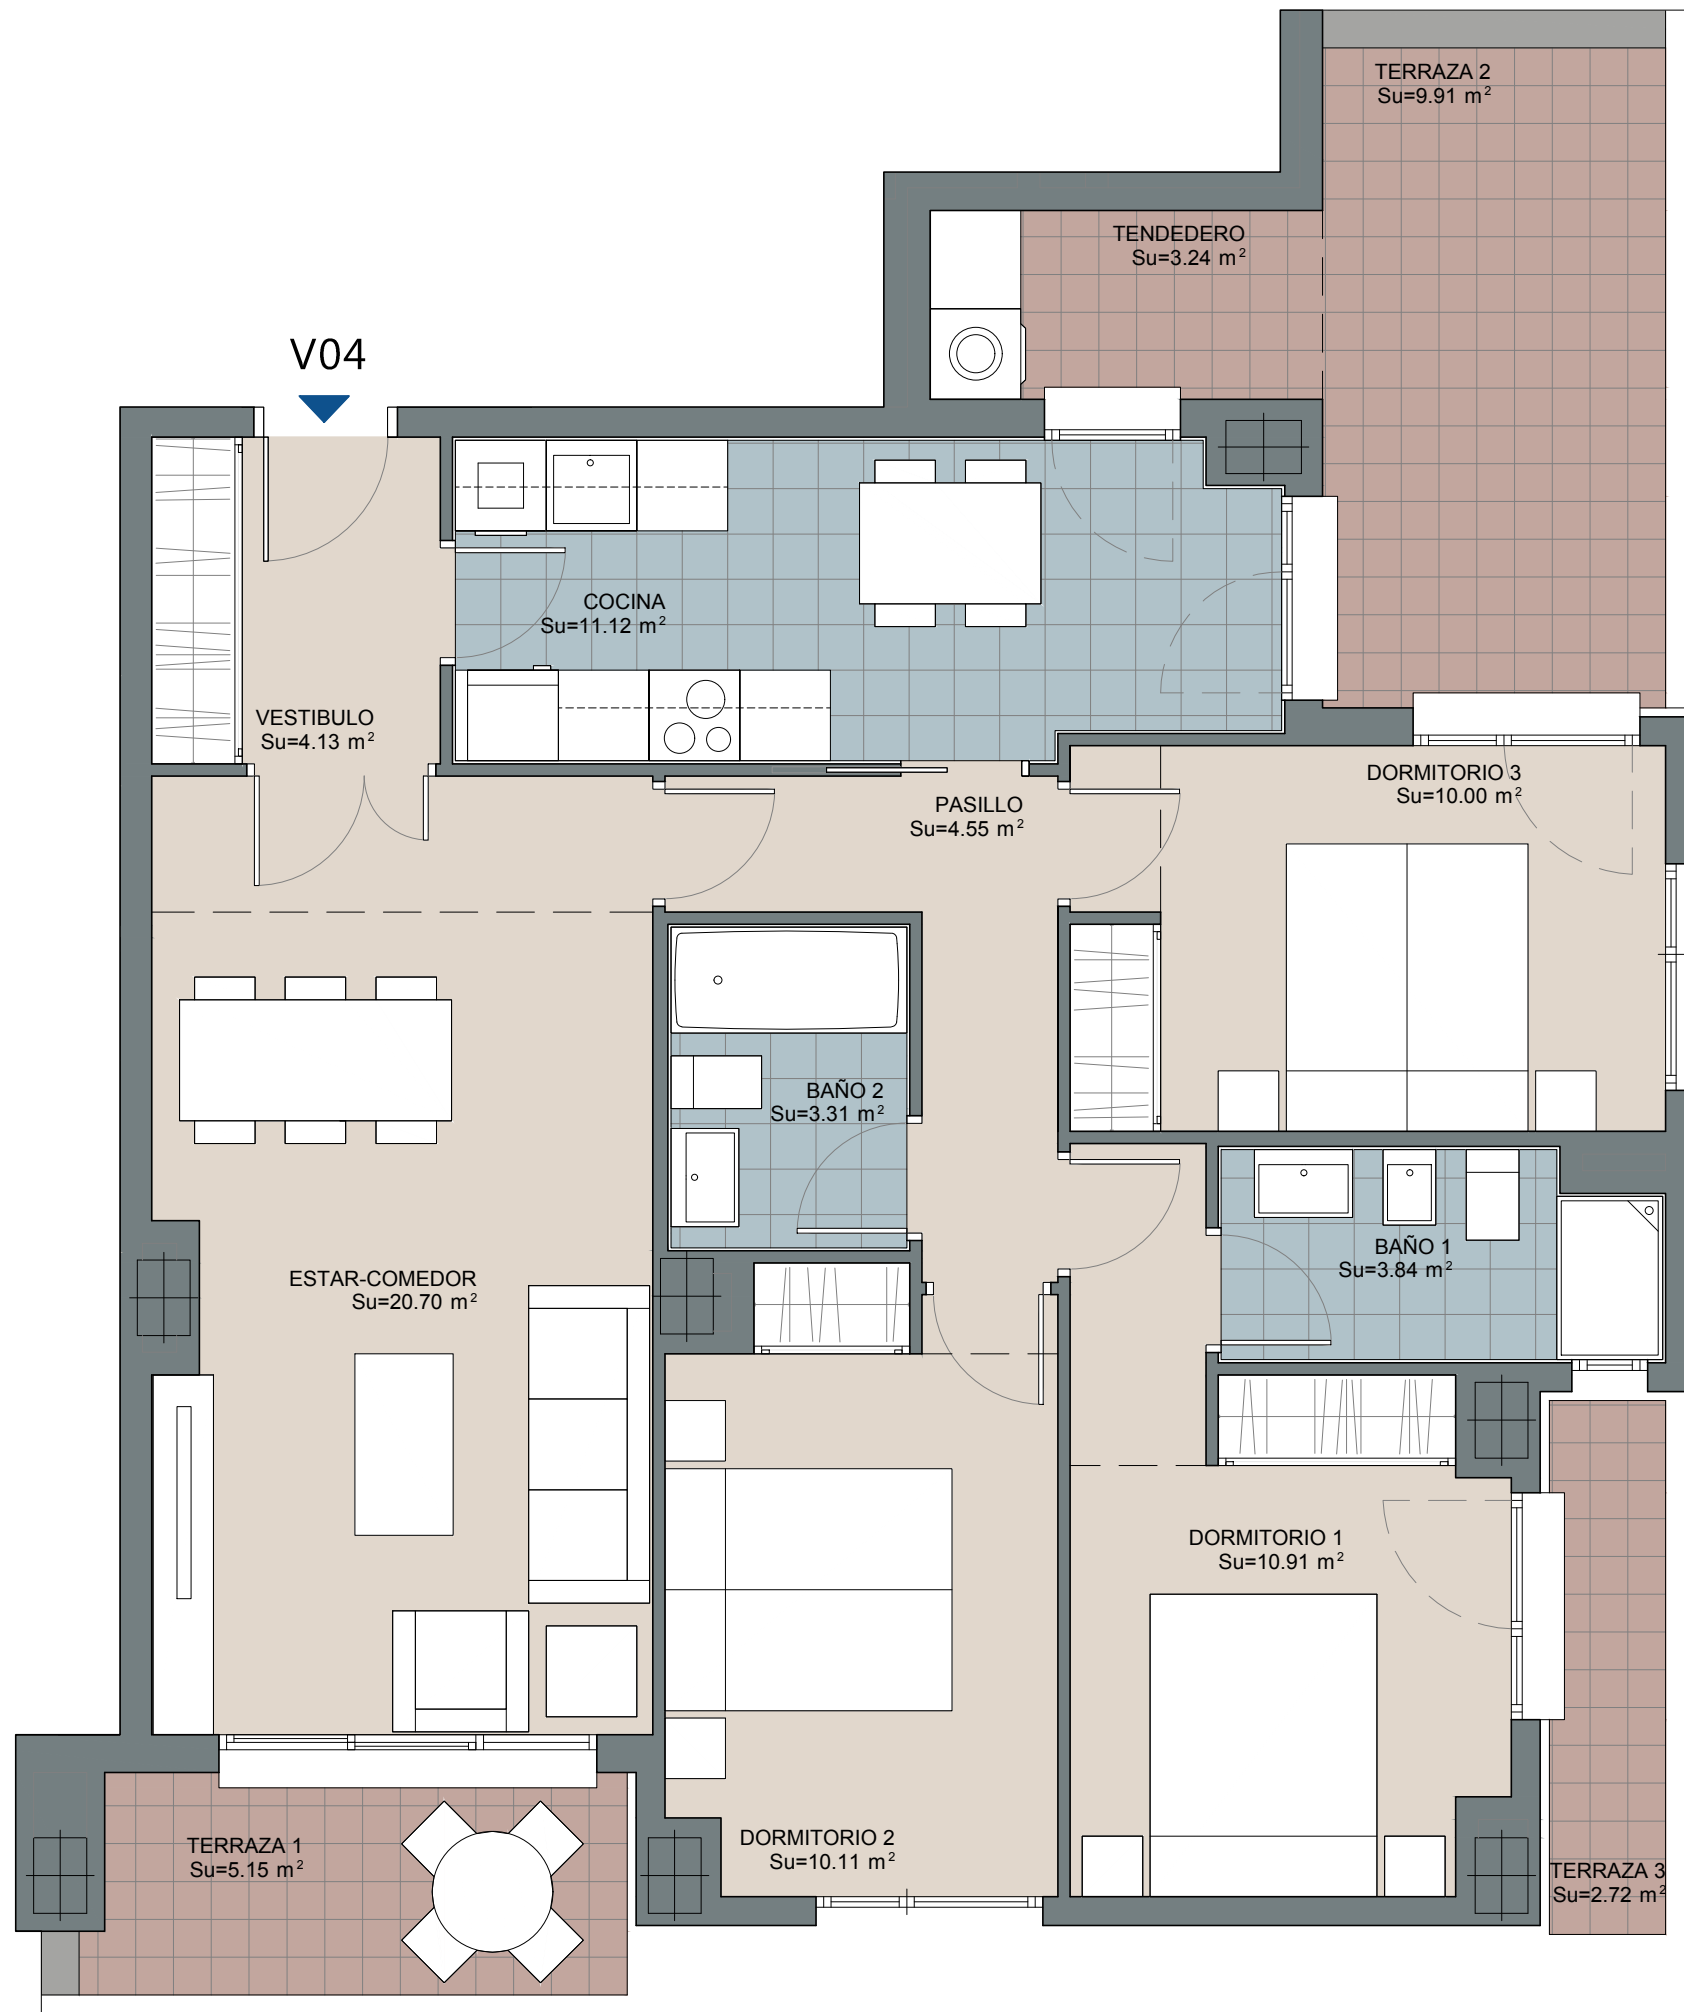 TERRAZA 2
Su=9.91 m²
TENDEDERO
Su=3.24 m²
V04
COCINA
Su=11.12 m²
VESTIBULO
Su=4.13 m²
DORMITORIO 3
Su=10.00 m²
PASILLO
Su=4.55 m²
BAÑO 2
Su=3.31 m²
BAÑO 1
Su=3.84 m²
ESTAR-COMEDOR
Su=20.70 m²
DORMITORIO 1
Su=10.91 m²
DORMITORIO 2
Su=10.11 m²
TERRAZA 1
Su=5.15 m²
TERRAZA 3
Su=2.72 m²